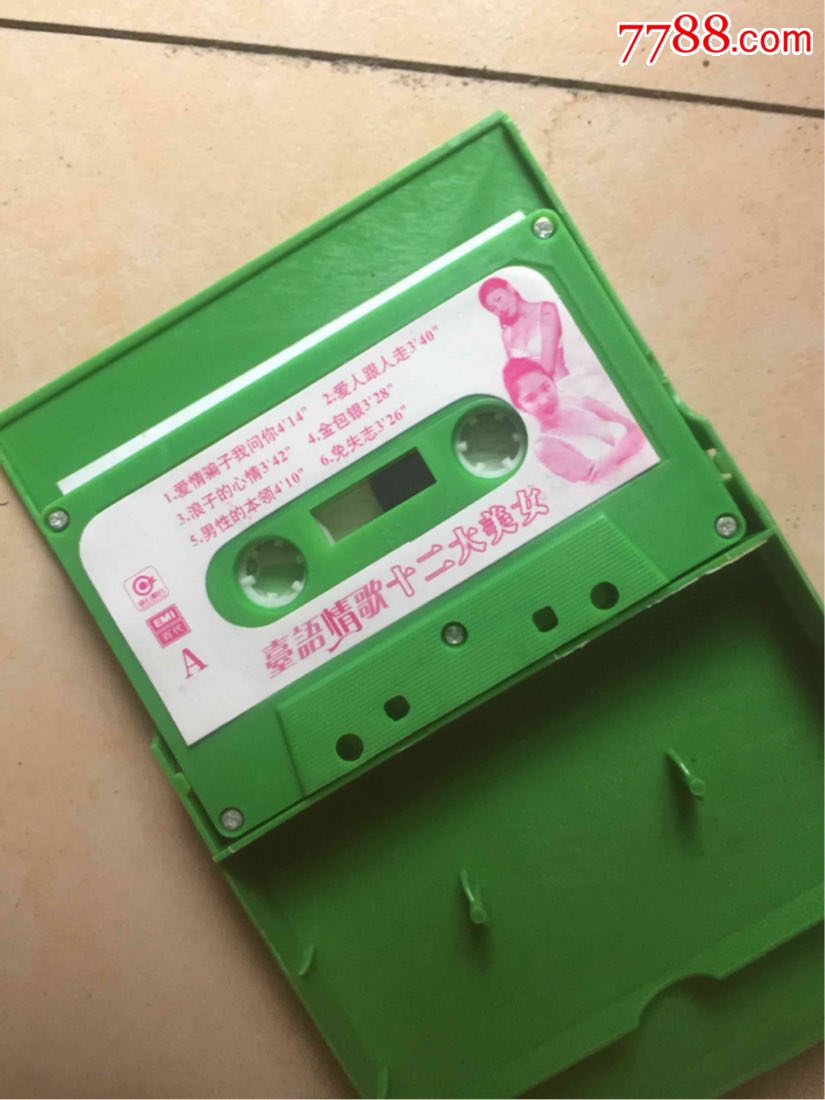 7788.com
1.爱情骗子我问你4'14" 2.爱人跟人走3'40"
3.浪子的心情3'42" 4.金包银3'28"
5.男性的本领4'10" 6.免失志3'26"
EMI
百代
A
臺語情歌十二大美女